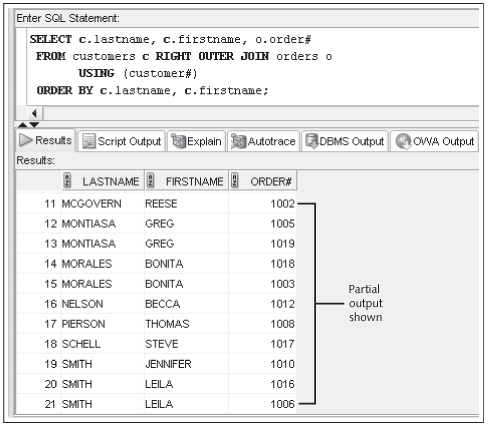 Enter SQL Statement:
SELECT c.lastname, c.firstname, o.order#
FROM customers c RIGHT OUTER JOIN orders o
USING (customer#)
ORDER BY c.lastname, c.firstname;
Results Script Output Explain Autotrace DBMS Output OWA Output
Results:
LASTNAME FIRSTNAME ORDER#
11 MCGOVERN REESE 1002
12 MONTIASA GREG 1005
13 MONTIASA GREG 1019
14 MORALES BONITA 1018
15 MORALES BONITA 1003
16 NELSON BECCA 1012
17 PIERSON THOMAS 1008
18 SCHELL STEVE 1017
19 SMITH JENNIFER 1010
20 SMITH LEILA 1016
21 SMITH LEILA 1006
Partial
output
shown